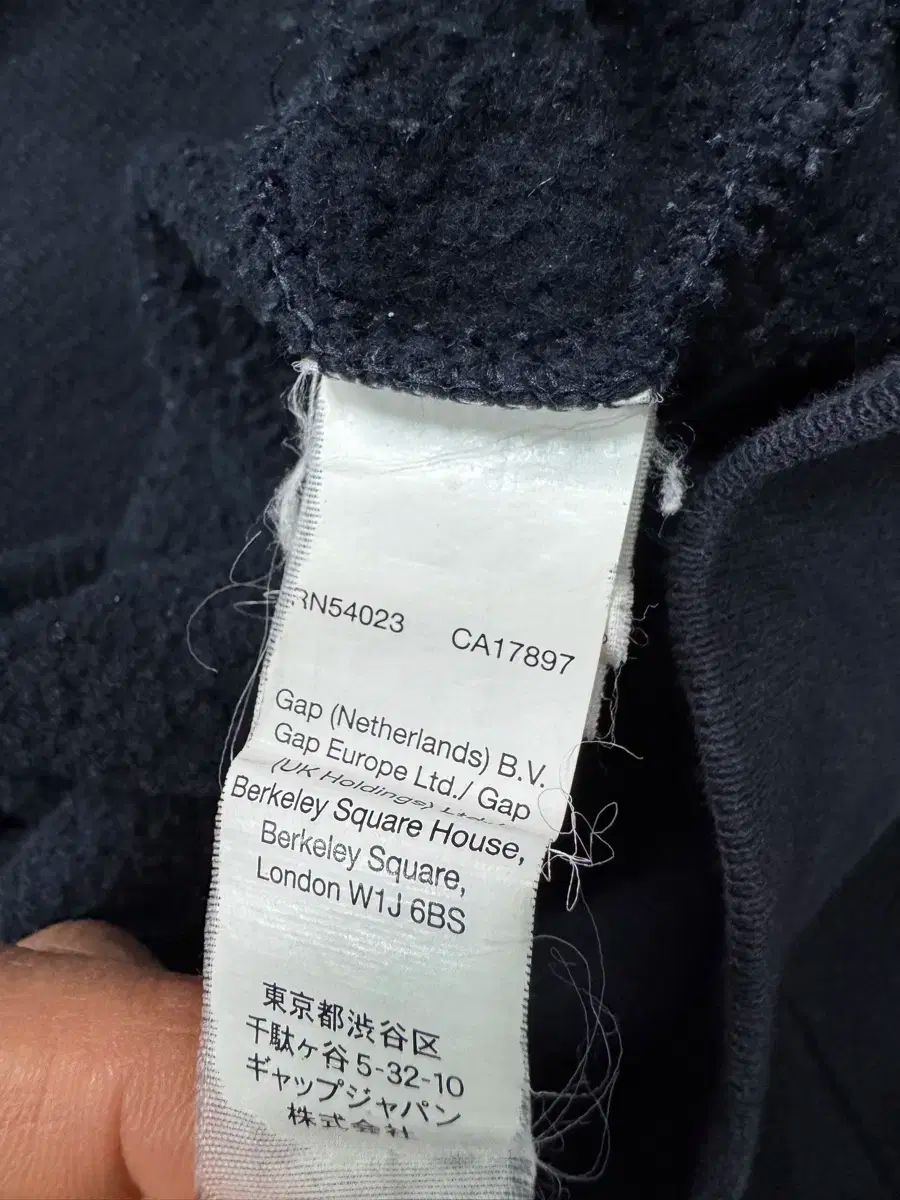 RN54023 CA17897
Gap (Netherlands) B.V.
Gap Europe Ltd./ Gap
(UK Holdings)
Berkeley Square House,
Berkeley Square,
London W1J 6BS
東京都渋谷区
千駄ヶ谷5-32-10
ギャップジャパン
株式会社